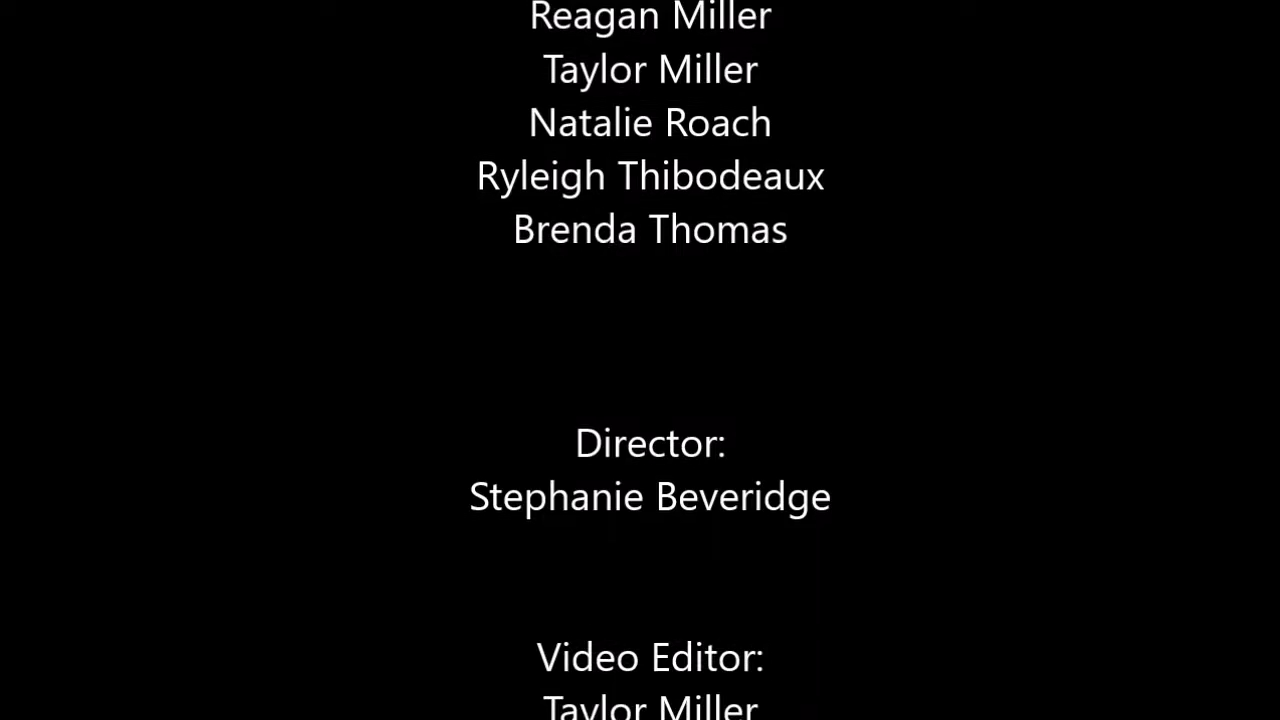 Reagan Miller
Taylor Miller
Natalie Roach
Ryleigh Thibodeaux
Brenda Thomas
Director:
Stephanie Beveridge
Video Editor:
Taylor Miller